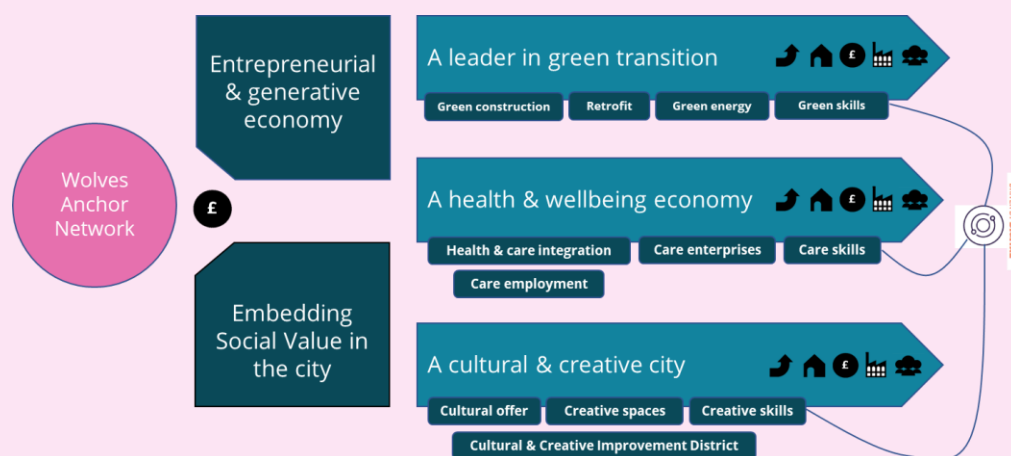 Wolves
Anchor
Network
£
Entrepreneurial
& generative
economy
Embedding
Social Value in
the city
A leader in green transition
£
Green construction
Retrofit
Green energy
Green skills
A health & wellbeing economy
£
Health & care integration
Care enterprises
Care skills
Care employment
A cultural & creative city
£
Cultural offer
Creative spaces
Creative skills
Cultural & Creative Improvement District